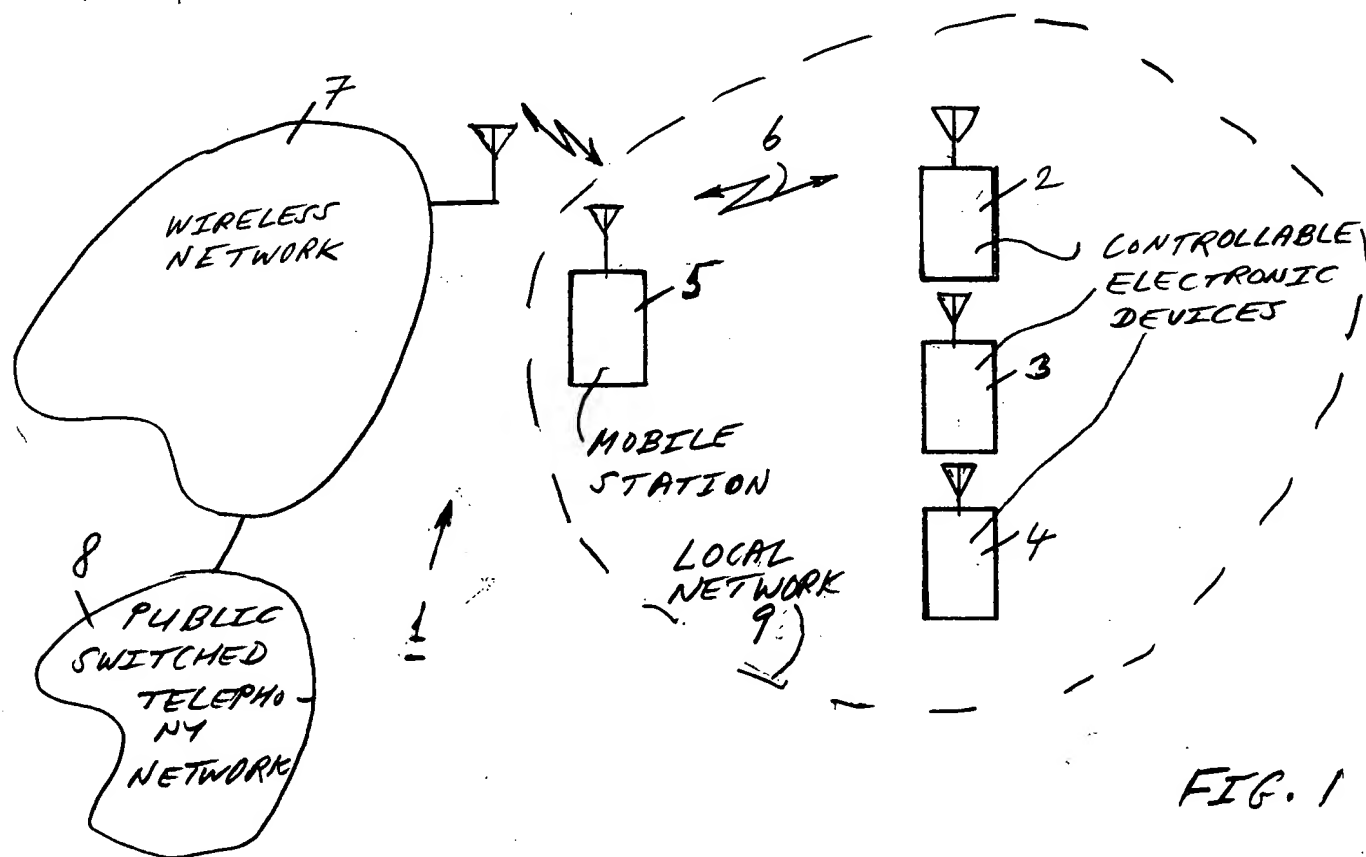 7
WIRELESS
NETWORK
6
2
CONTROLLABLE
ELECTRONIC
DEVICES
5
3
MOBILE
STATION
4
8
PUBLIC
SWITCHED
TELEPHO
NY
NETWORK
1
LOCAL
NETWORK
9
FIG. 1